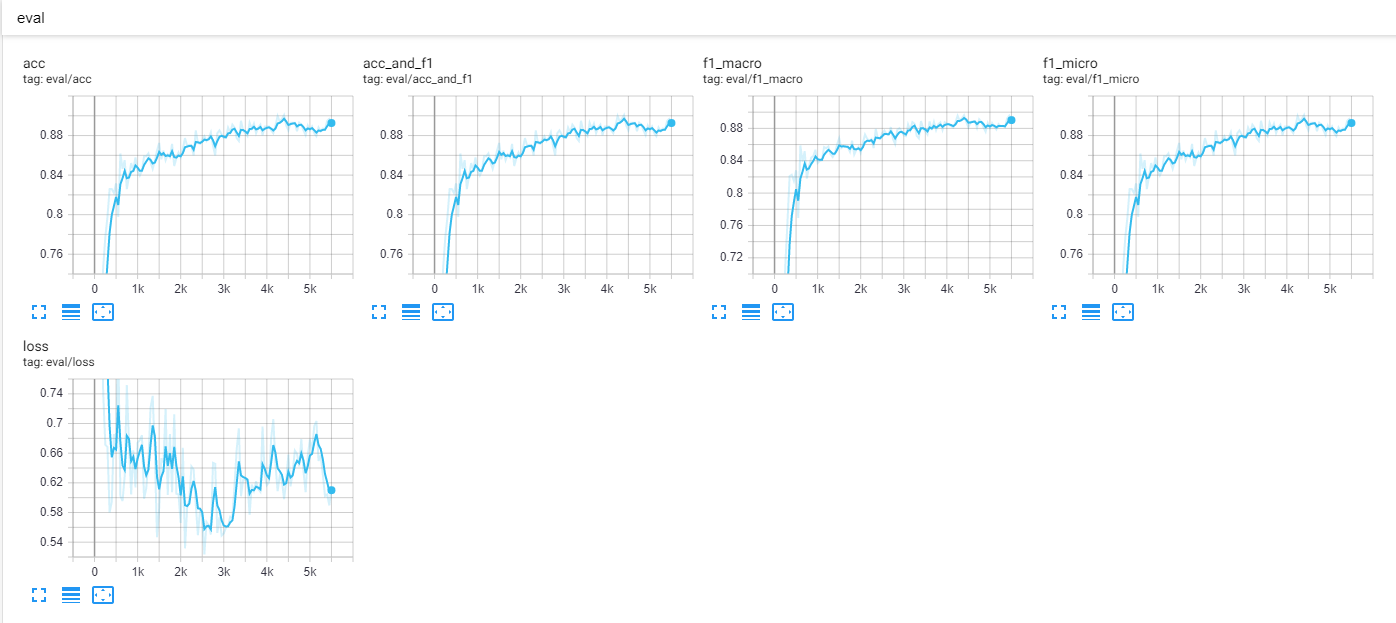 eval
acc
tag: eval/acc
0.88
0.84
0.8
0.76
0 1k 2k 3k 4k 5k
acc_and_f1
tag: eval/acc_and_f1
0.88
0.84
0.8
0.76
0 1k 2k 3k 4k 5k
f1_macro
tag: eval/f1_macro
0.88
0.84
0.8
0.76
0.72
0 1k 2k 3k 4k 5k
f1_micro
tag: eval/f1_micro
0.88
0.84
0.8
0.76
0 1k 2k 3k 4k 5k
loss
tag: eval/loss
0.74
0.7
0.66
0.62
0.58
0.54
0 1k 2k 3k 4k 5k